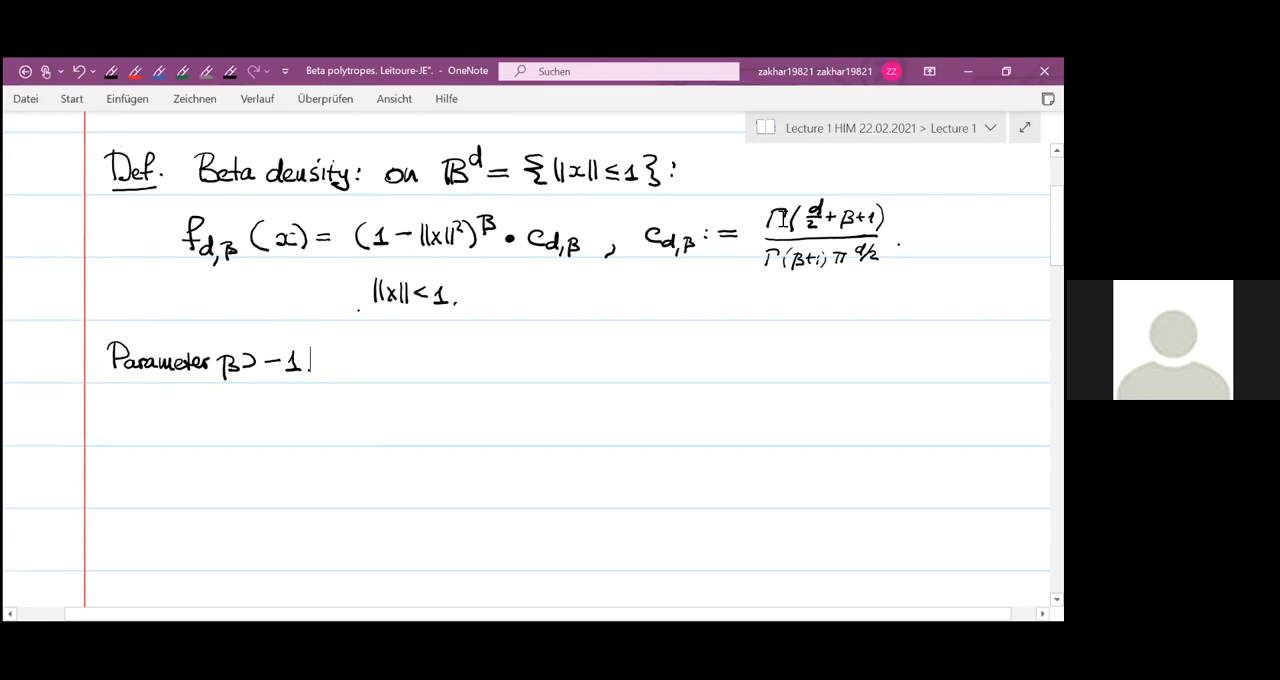 Beta polytopes. Leitoure-JE". - OneNote
Suchen
zakhar19821 zakhar19821 ZZ
Datei Start Einfügen Zeichnen Verlauf Überprüfen Ansicht Hilfe
Lecture 1 HIM 22.02.2021 > Lecture 1
Def. Beta density: on 𝔹^d = {||x|| ≤ 1}:
f_{d,β}(x) = (1 - ||x||²)^β • c_{d,β} , c_{d,β} := Γ(d/2 + β + 1) / Γ(β+1) π^{d/2} .
||x|| < 1.
Parameter β > -1!